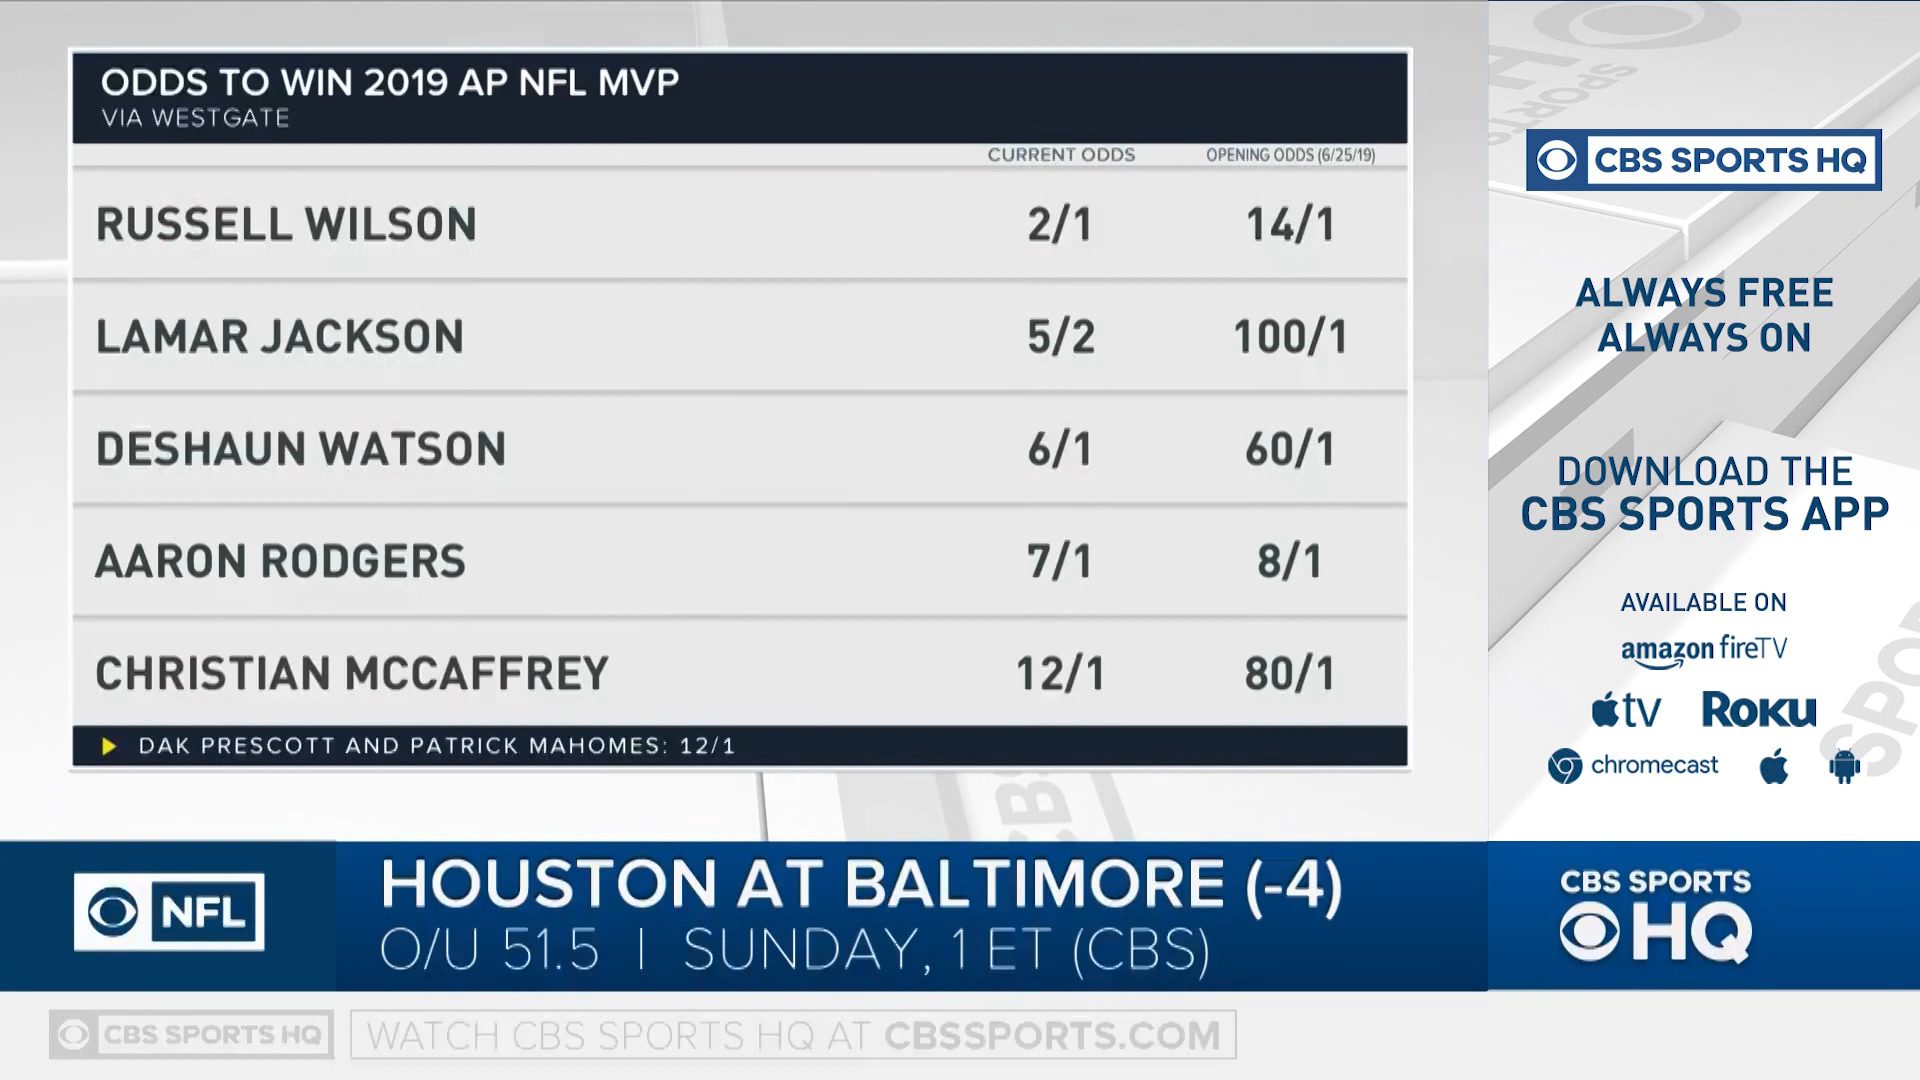 ODDS TO WIN 2019 AP NFL MVP
VIA WESTGATE
CURRENT ODDS OPENING ODDS (6/25/19)
RUSSELL WILSON 2/1 14/1
LAMAR JACKSON 5/2 100/1
DESHAUN WATSON 6/1 60/1
AARON RODGERS 7/1 8/1
CHRISTIAN MCCAFFREY 12/1 80/1
DAK PRESCOTT AND PATRICK MAHOMES: 12/1
NFL
HOUSTON AT BALTIMORE (-4)
O/U 51.5 | SUNDAY, 1 ET (CBS)
CBS SPORTS HQ
WATCH CBS SPORTS HQ AT CBSSPORTS.COM
CBS SPORTS HQ
ALWAYS FREE
ALWAYS ON
DOWNLOAD THE
CBS SPORTS APP
AVAILABLE ON
amazon fireTV
tv Roku
chromecast
CBS SPORTS
HQ